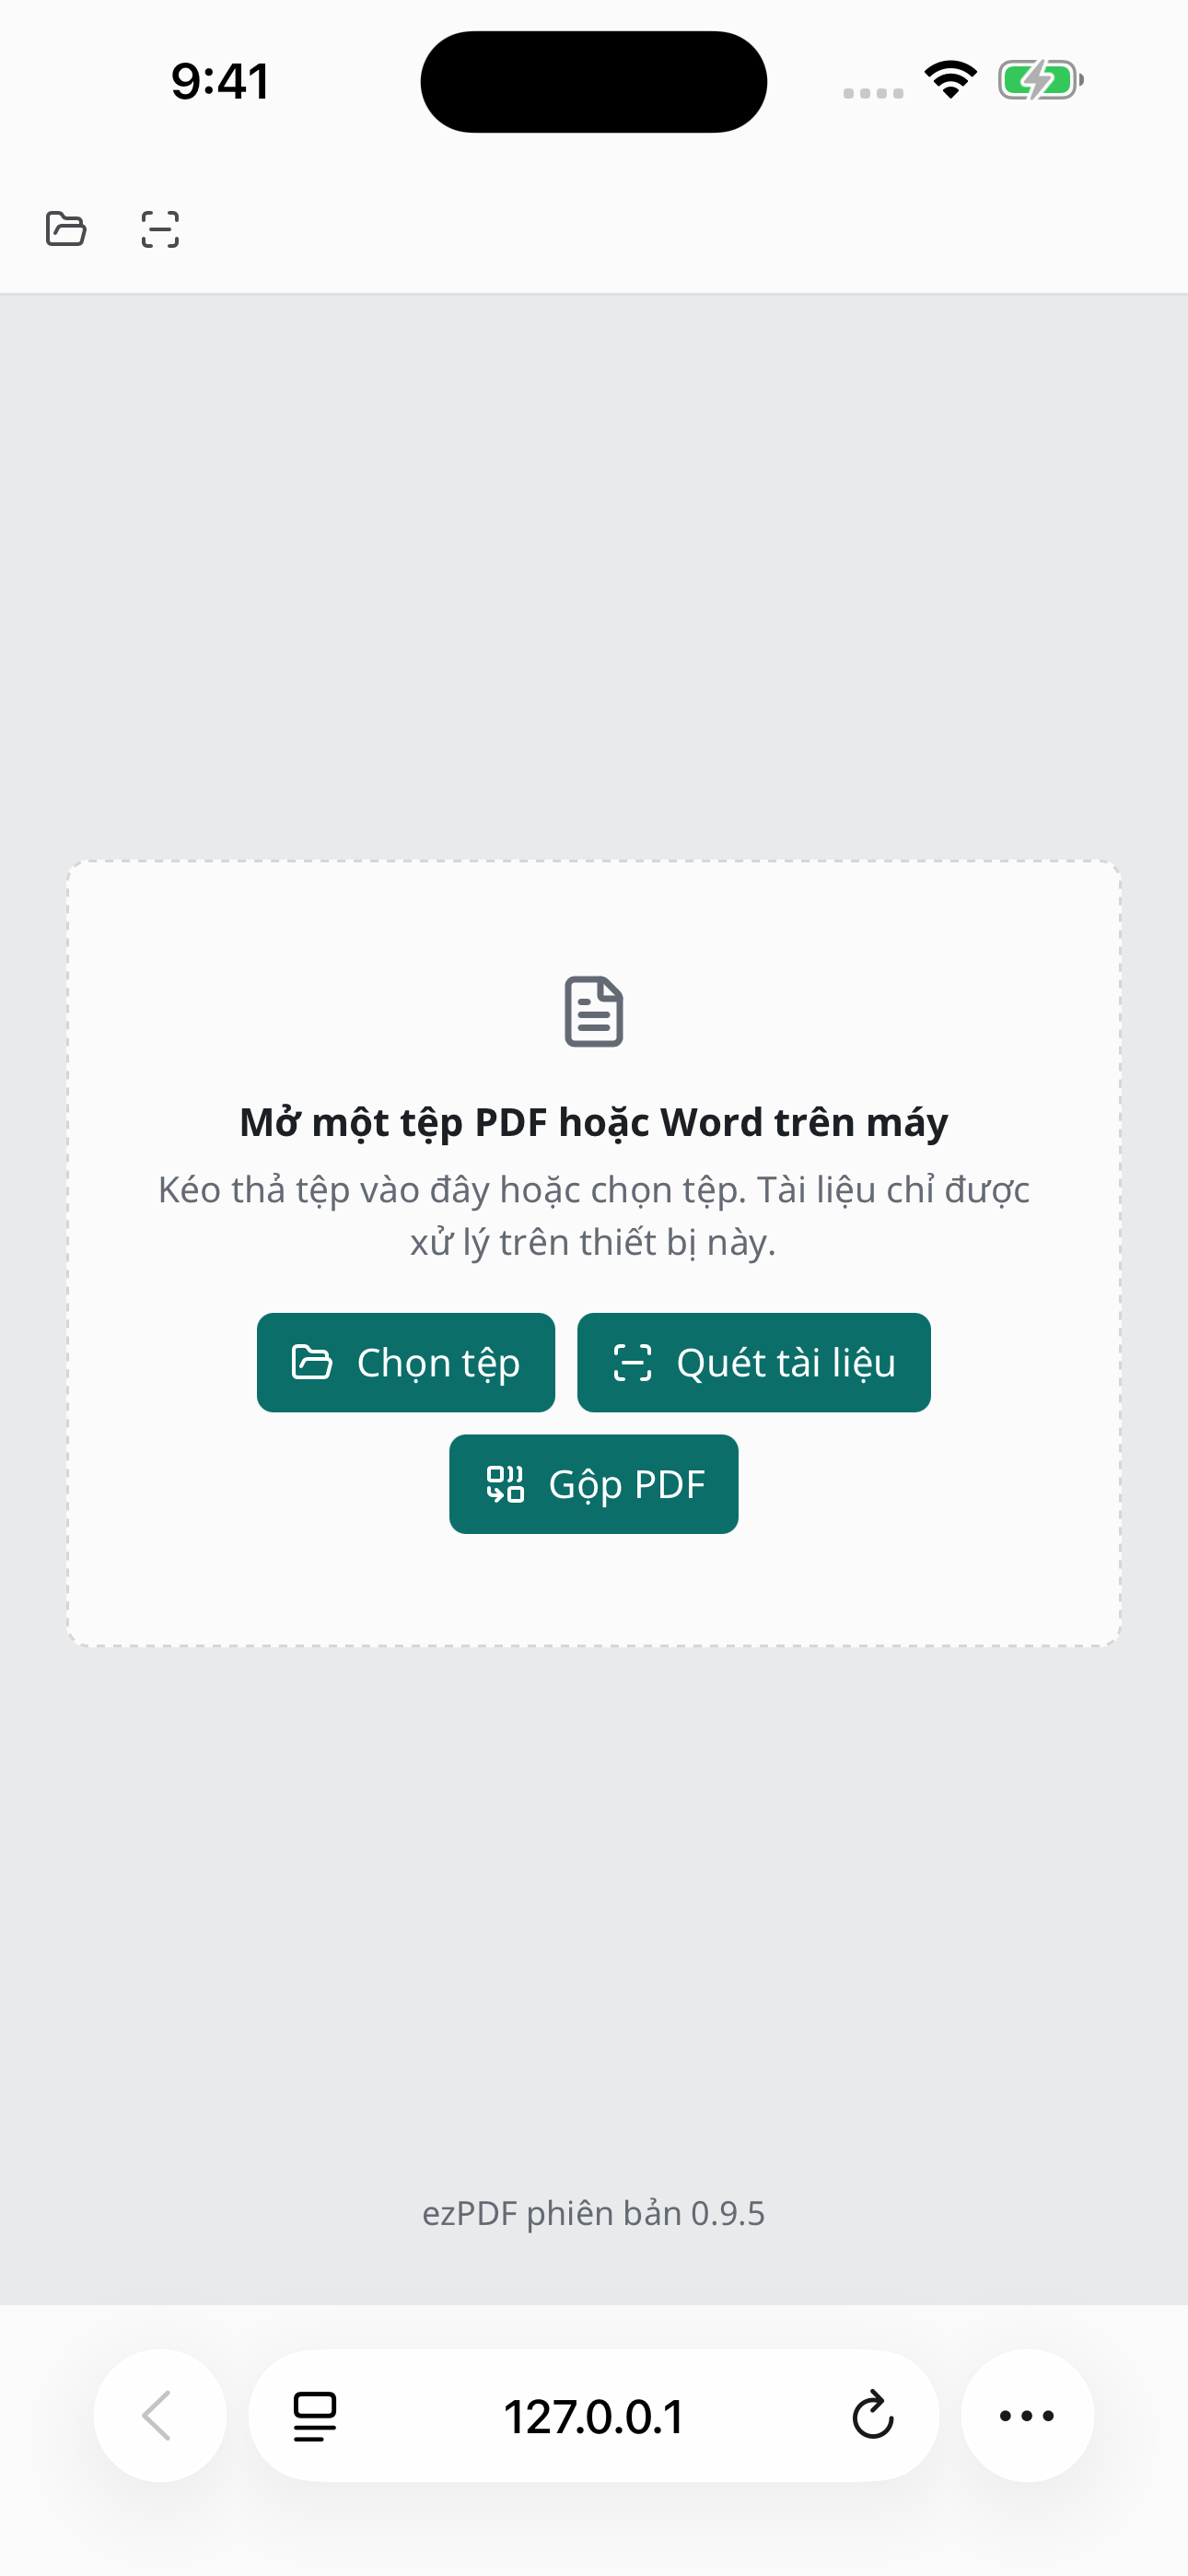 9:41
Mở một tệp PDF hoặc Word trên máy
Kéo thả tệp vào đây hoặc chọn tệp. Tài liệu chỉ được
xử lý trên thiết bị này.
Chọn tệp
Quét tài liệu
Gộp PDF
ezPDF phiên bản 0.9.5
127.0.0.1